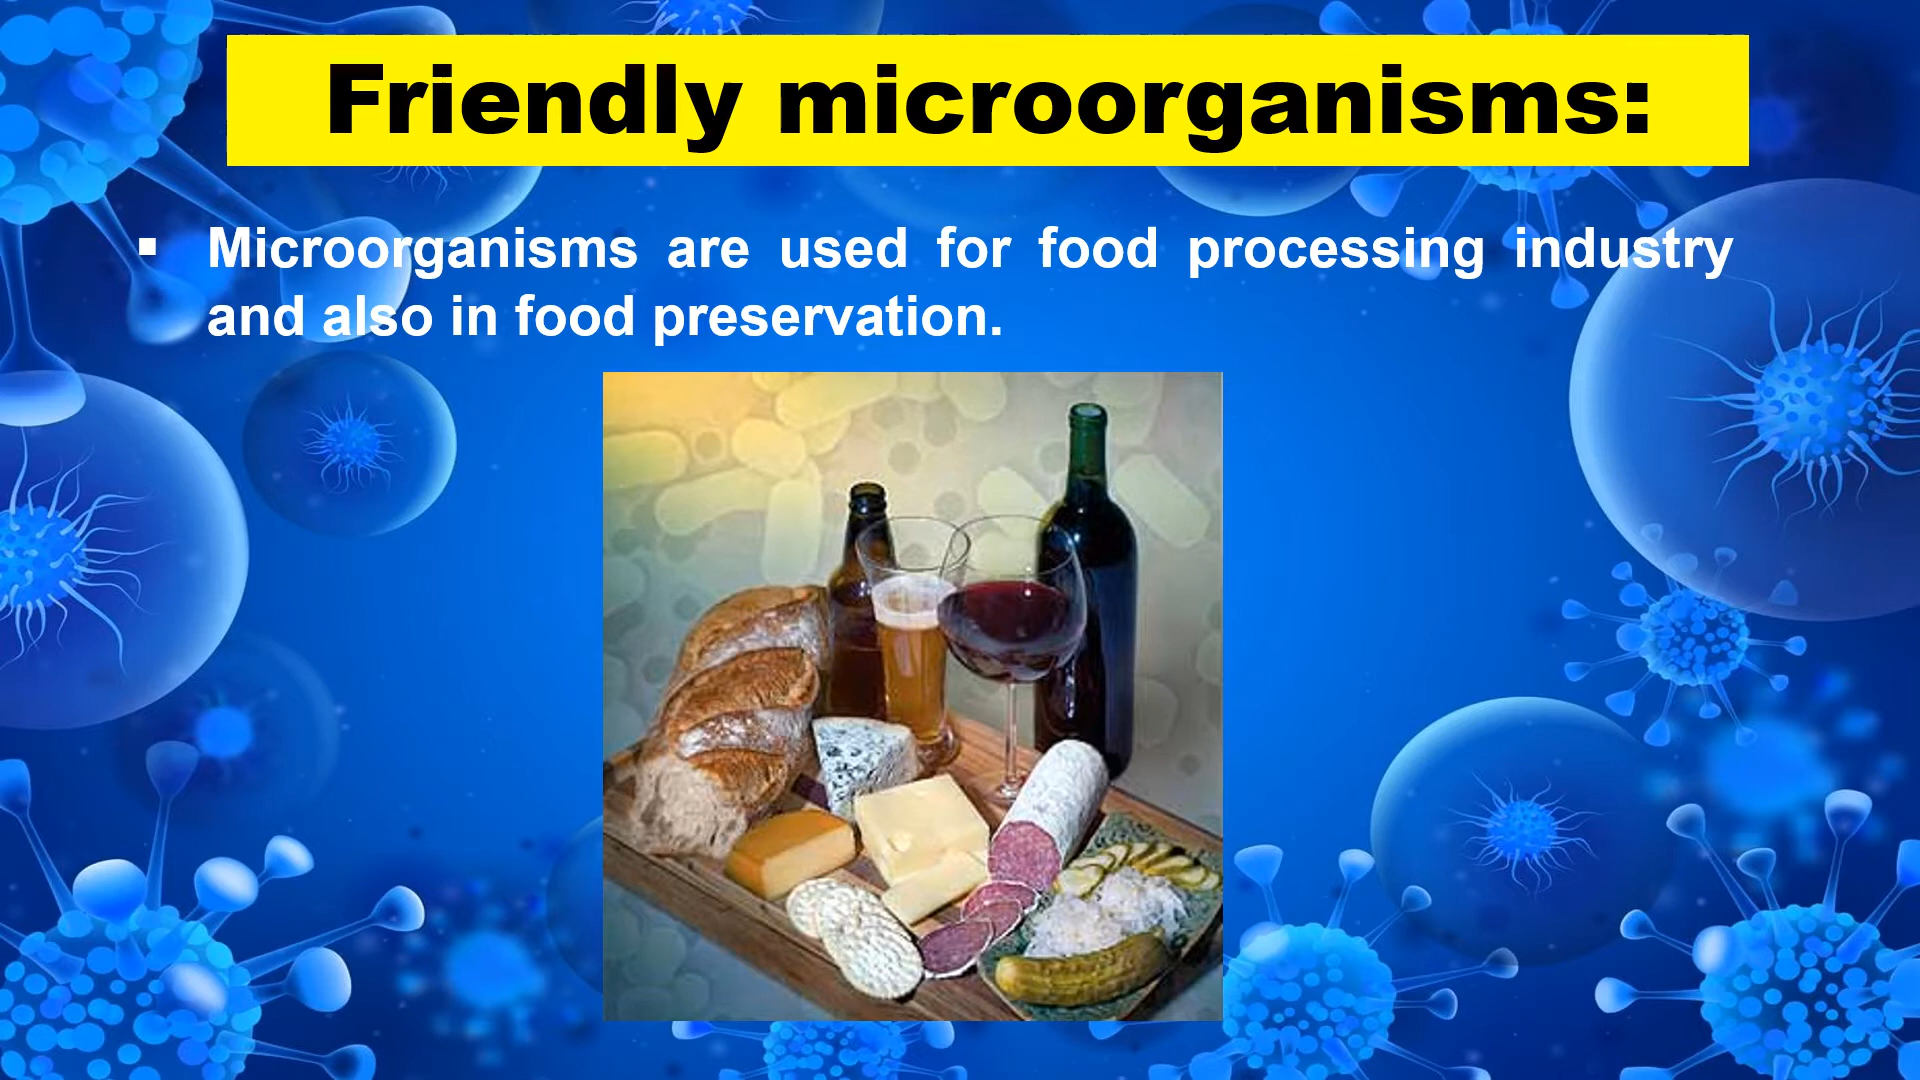 Friendly microorganisms:
▪ Microorganisms are used for food processing industry
and also in food preservation.